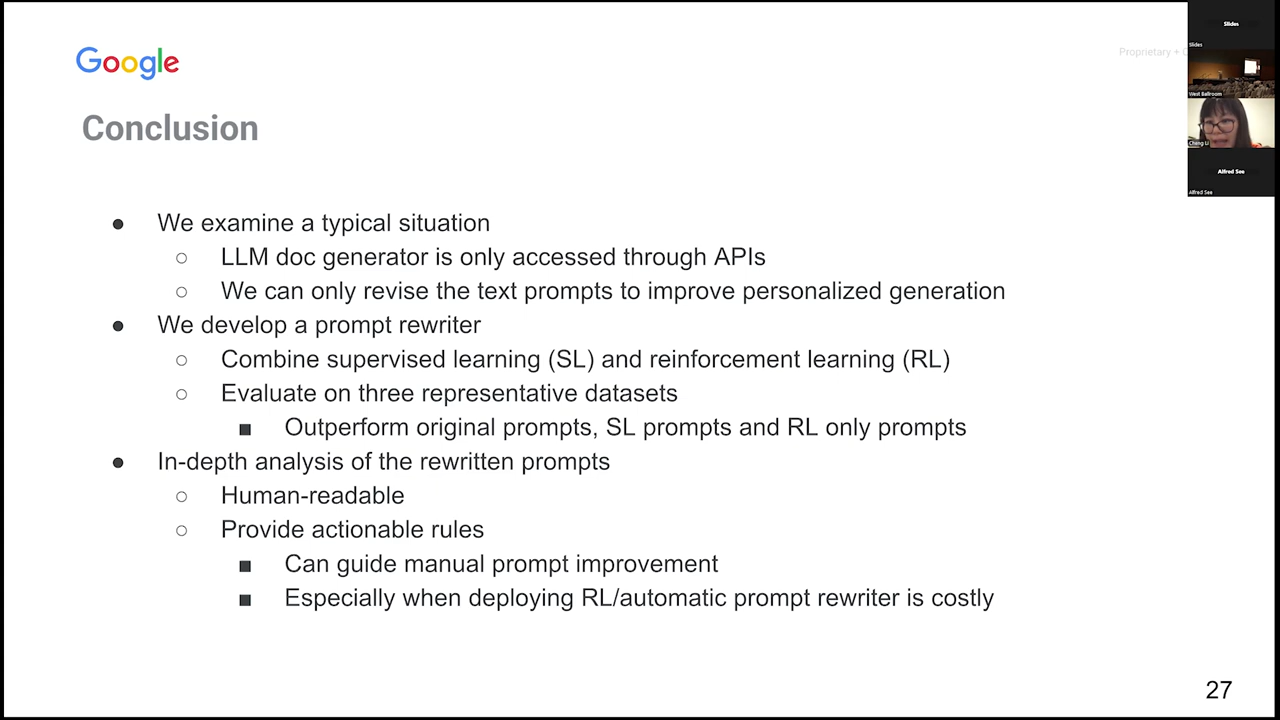 Google
Proprietary +
Conclusion
● We examine a typical situation
○ LLM doc generator is only accessed through APIs
○ We can only revise the text prompts to improve personalized generation
● We develop a prompt rewriter
○ Combine supervised learning (SL) and reinforcement learning (RL)
○ Evaluate on three representative datasets
■ Outperform original prompts, SL prompts and RL only prompts
● In-depth analysis of the rewritten prompts
○ Human-readable
○ Provide actionable rules
■ Can guide manual prompt improvement
■ Especially when deploying RL/automatic prompt rewriter is costly
27
Slides
Slides
West Ballroom
Cheng Li
Alfred See
Alfred See